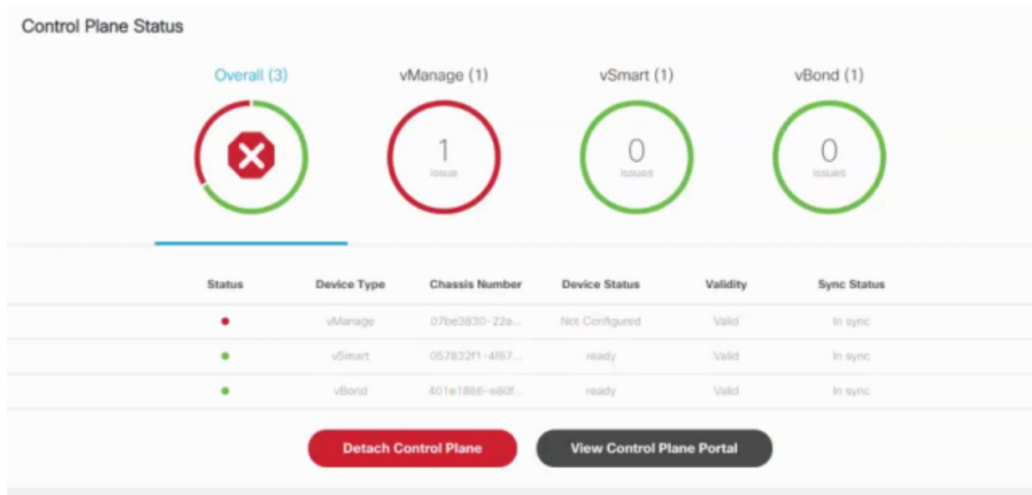 Control Plane Status
Overall (3) vManage (1) vSmart (1) vBond (1)
1 0 0
issue issues issues
Status Device Type Chassis Number Device Status Validity Sync Status
vManage 07be3830-22a... Not Configured Valid In sync
vSmart 057832f1-4f67... ready Valid In sync
vBond 401e1866-e80f... ready Valid In sync
Detach Control Plane View Control Plane Portal